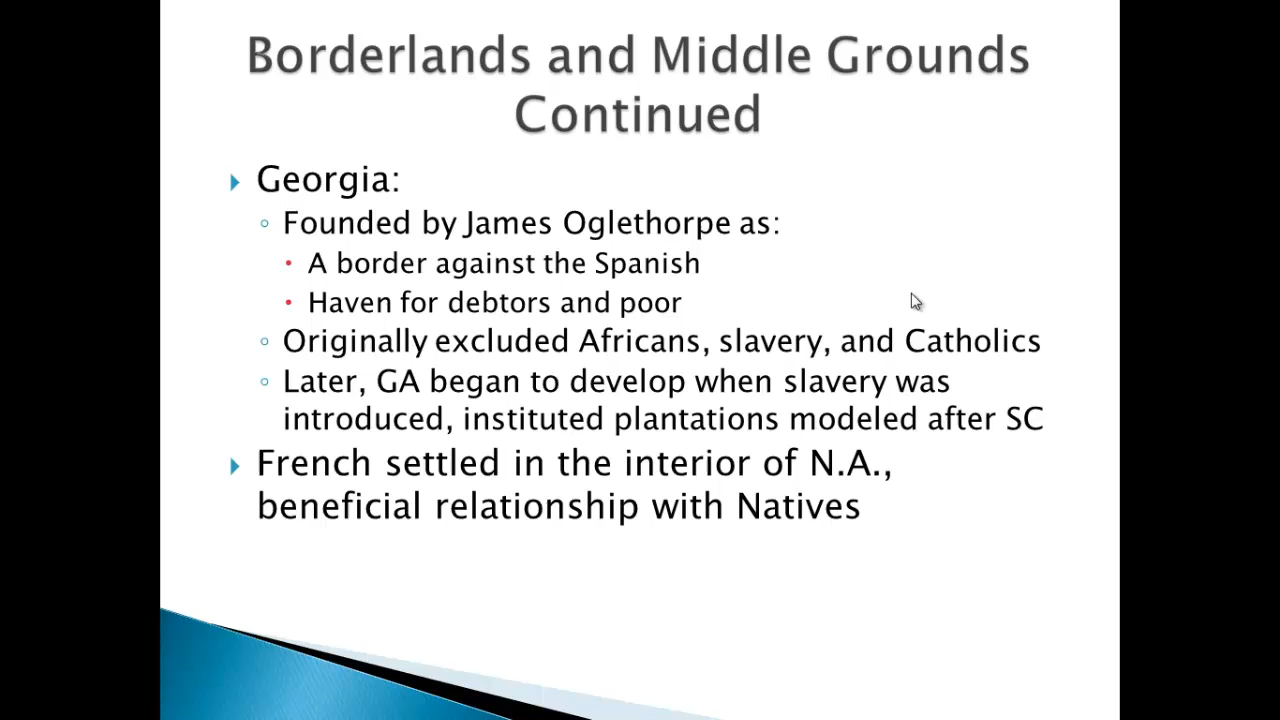 Borderlands and Middle Grounds
Continued
Georgia:
Founded by James Oglethorpe as:
A border against the Spanish
Haven for debtors and poor
Originally excluded Africans, slavery, and Catholics
Later, GA began to develop when slavery was
introduced, instituted plantations modeled after SC
French settled in the interior of N.A.,
beneficial relationship with Natives